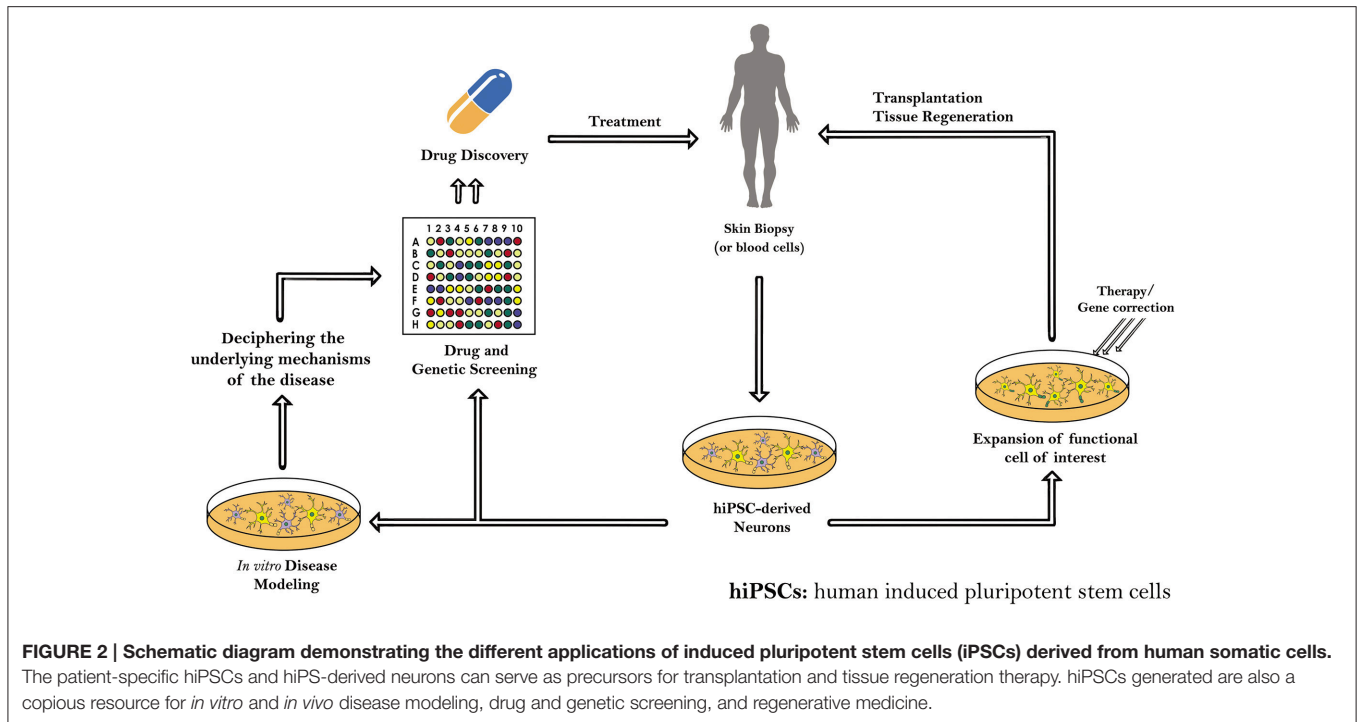 Drug Discovery
Treatment
Transplantation
Tissue Regeneration
Skin Biopsy
(or blood cells)
1 2 3 4 5 6 7 8 9 10
A
B
C
D
E
F
G
H
Drug and
Genetic Screening
Deciphering the
underlying mechanisms
of the disease
In vitro Disease
Modeling
hiPSC-derived
Neurons
Therapy/
Gene correction
Expansion of functional
cell of interest
hiPSCs: human induced pluripotent stem cells
FIGURE 2 | Schematic diagram demonstrating the different applications of induced pluripotent stem cells (iPSCs) derived from human somatic cells.
The patient-specific hiPSCs and hiPS-derived neurons can serve as precursors for transplantation and tissue regeneration therapy. hiPSCs generated are also a
copious resource for in vitro and in vivo disease modeling, drug and genetic screening, and regenerative medicine.